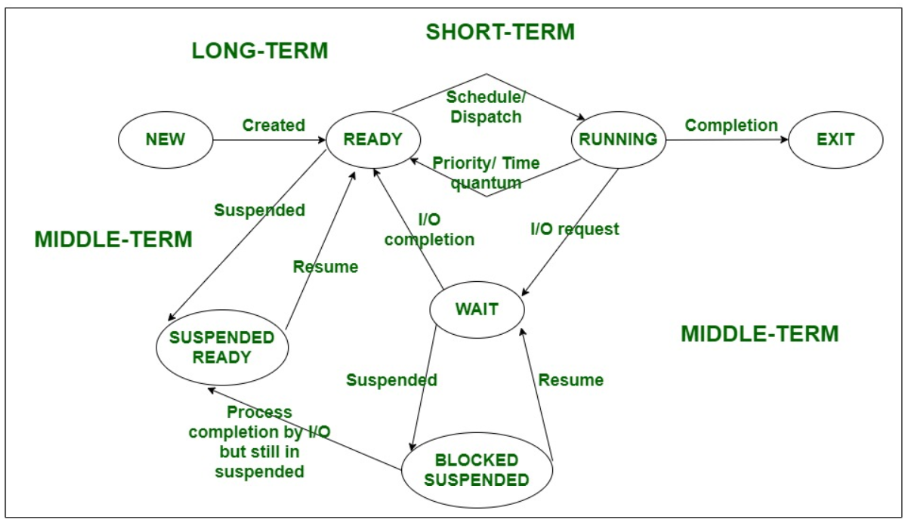 SHORT-TERM
LONG-TERM
Schedule/
Dispatch
Created
Completion
NEW
READY
RUNNING
EXIT
Priority/ Time
quantum
Suspended
I/O
completion
I/O request
MIDDLE-TERM
Resume
WAIT
SUSPENDED
READY
MIDDLE-TERM
Suspended
Resume
Process
completion by I/O
but still in
suspended
BLOCKED
SUSPENDED